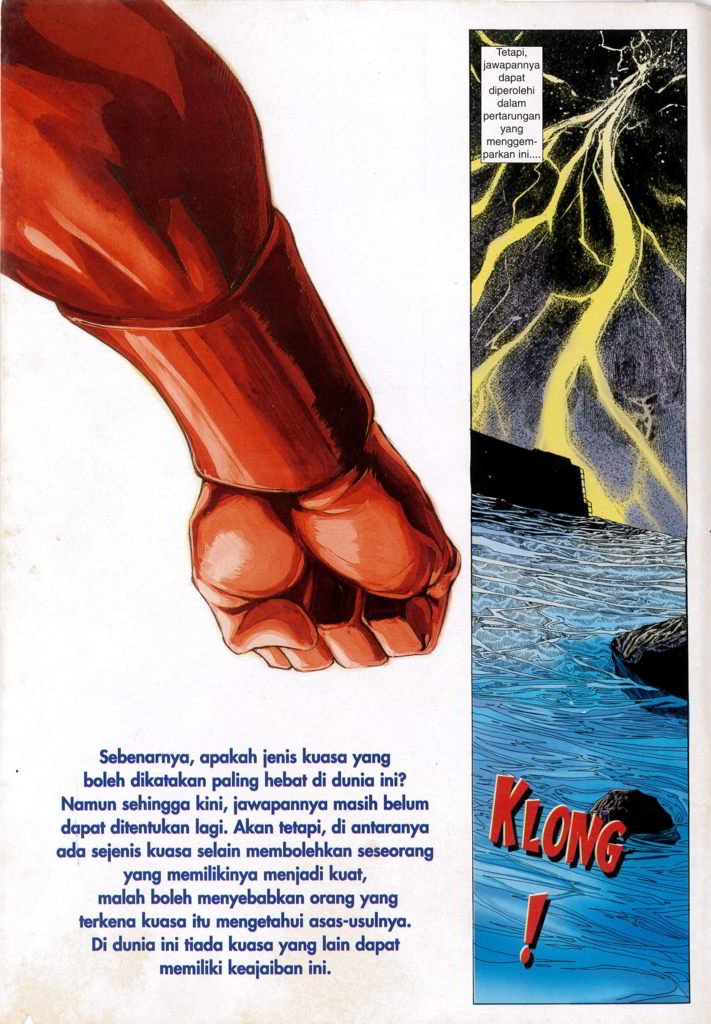 Tetapi,
jawapannya
dapat
diperolehi
dalam
pertarungan
yang
menggem-
parkan ini....
Sebenarnya, apakah jenis kuasa yang
boleh dikatakan paling hebat di dunia ini?
Namun sehingga kini, jawapannya masih belum
dapat ditentukan lagi. Akan tetapi, di antaranya
ada sejenis kuasa selain membolehkan seseorang
yang memilikinya menjadi kuat,
malah boleh menyebabkan orang yang
terkena kuasa itu mengetahui asas-usulnya.
Di dunia ini tiada kuasa yang lain dapat
memiliki keajaiban ini.
KLONG
!